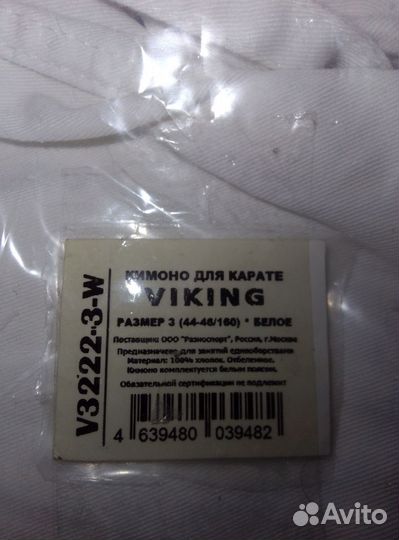 V3222-3-W
КИМОНО ДЛЯ КАРАТЕ
VIKING
РАЗМЕР 3 (44-46/160) * БЕЛОЕ
Поставщик: ООО "Разноспорт", Россия, г.Москва
Предназначено для занятий единоборствами
Материал: 100% хлопок. Отбеленное.
Кимоно комплектуется белым поясом.
Обязательной сертификации не подлежит
4 639480 039482
Avito